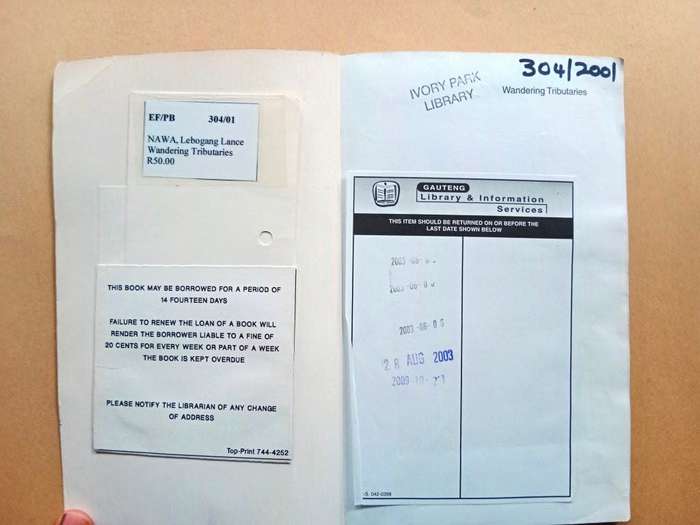 EF/PB 304/01
NAWA, Lebogang Lance
Wandering Tributaries
R50.00
THIS BOOK MAY BE BORROWED FOR A PERIOD OF
14 FOURTEEN DAYS
FAILURE TO RENEW THE LOAN OF A BOOK WILL
RENDER THE BORROWER LIABLE TO A FINE OF
20 CENTS FOR EVERY WEEK OR PART OF A WEEK
THE BOOK IS KEPT OVERDUE
PLEASE NOTIFY THE LIBRARIAN OF ANY CHANGE
OF ADDRESS
Top-Print 744-4252
304/2001
IVORY PARK
LIBRARY
Wandering Tributaries
GAUTENG
Library & Information
Services
THIS ITEM SHOULD BE RETURNED ON OR BEFORE THE
LAST DATE SHOWN BELOW
28 AUG 2003